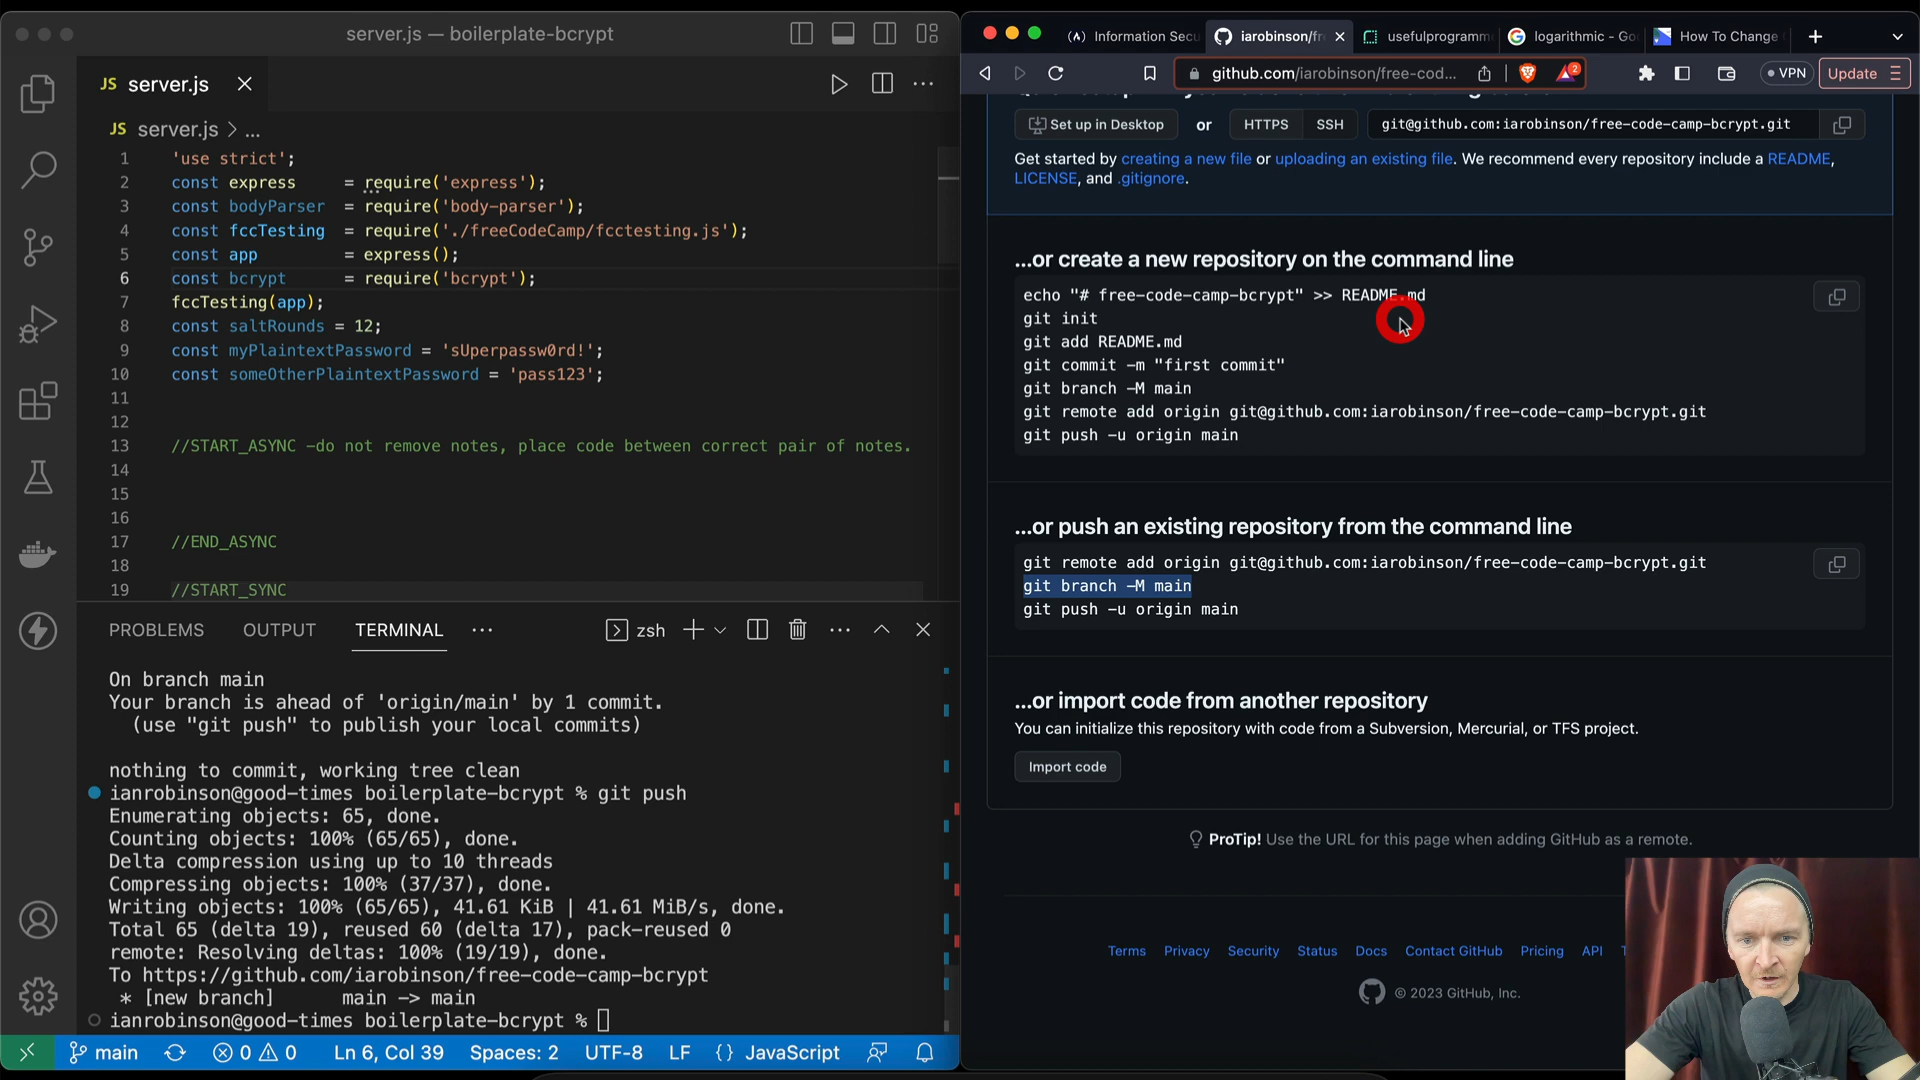 server.js — boilerplate-bcrypt
JS server.js
JS server.js > ...
1 'use strict';
2 const express = require('express');
3 const bodyParser = require('body-parser');
4 const fccTesting = require('./freeCodeCamp/fcctesting.js');
5 const app = express();
6 const bcrypt = require('bcrypt');
7 fccTesting(app);
8 const saltRounds = 12;
9 const myPlaintextPassword = 'sUperpassw0rd!';
10 const someOtherPlaintextPassword = 'pass123';
11
12
13 //START_ASYNC -do not remove notes, place code between correct pair of notes.
14
15
16
17 //END_ASYNC
18
19 //START_SYNC
PROBLEMS OUTPUT TERMINAL ... zsh
On branch main
Your branch is ahead of 'origin/main' by 1 commit.
(use "git push" to publish your local commits)
nothing to commit, working tree clean
ianrobinson@good-times boilerplate-bcrypt % git push
Enumerating objects: 65, done.
Counting objects: 100% (65/65), done.
Delta compression using up to 10 threads
Compressing objects: 100% (37/37), done.
Writing objects: 100% (65/65), 41.61 KiB | 41.61 MiB/s, done.
Total 65 (delta 19), reused 60 (delta 17), pack-reused 0
remote: Resolving deltas: 100% (19/19), done.
To https://github.com/iarobinson/free-code-camp-bcrypt
* [new branch] main -> main
ianrobinson@good-times boilerplate-bcrypt %
main 0 0 Ln 6, Col 39 Spaces: 2 UTF-8 LF {} JavaScript
(A) Information Secu iarobinson/fr usefulprogramm logarithmic - Go How To Change
github.com/iarobinson/free-cod... 2 VPN Update
Set up in Desktop or HTTPS SSH git@github.com:iarobinson/free-code-camp-bcrypt.git
Get started by creating a new file or uploading an existing file. We recommend every repository include a README,
LICENSE, and .gitignore.
...or create a new repository on the command line
echo "# free-code-camp-bcrypt" >> README.md
git init
git add README.md
git commit -m "first commit"
git branch -M main
git remote add origin git@github.com:iarobinson/free-code-camp-bcrypt.git
git push -u origin main
...or push an existing repository from the command line
git remote add origin git@github.com:iarobinson/free-code-camp-bcrypt.git
git branch -M main
git push -u origin main
...or import code from another repository
You can initialize this repository with code from a Subversion, Mercurial, or TFS project.
Import code
ProTip! Use the URL for this page when adding GitHub as a remote.
Terms Privacy Security Status Docs Contact GitHub Pricing API
© 2023 GitHub, Inc.